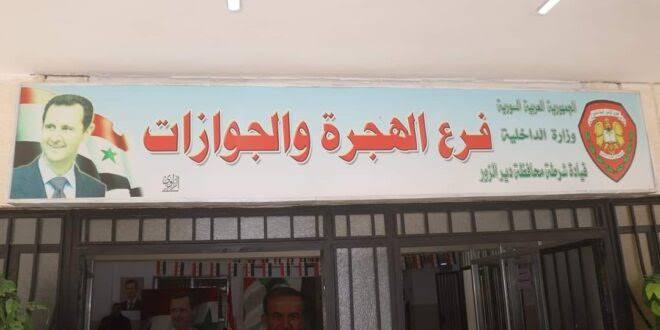 الجمهورية العربية السورية
وزارة الداخلية
قيادة شرطة محافظة دير الزور
فرع الهجرة والجوازات